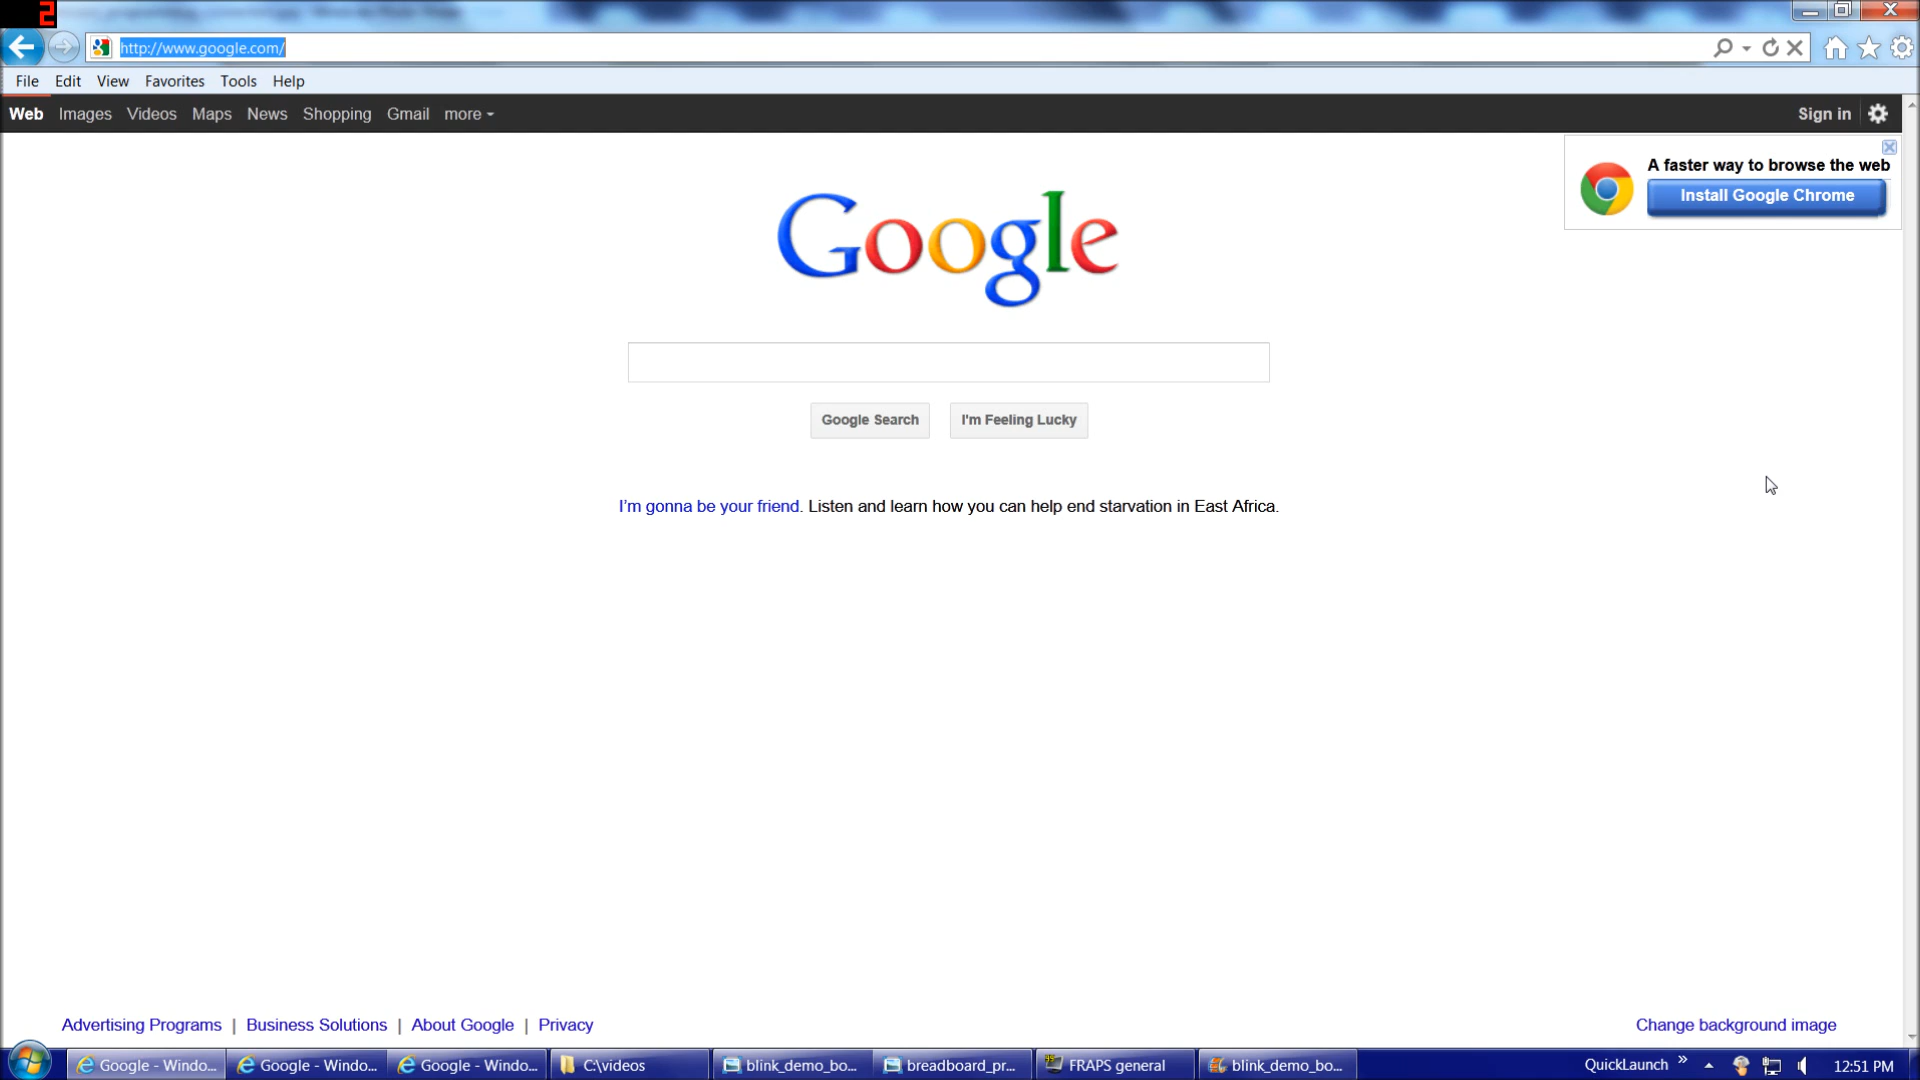 2
http://www.google.com/
File Edit View Favorites Tools Help
Web Images Videos Maps News Shopping Gmail more Sign in
A faster way to browse the web
Install Google Chrome
Google
Google Search I'm Feeling Lucky
I'm gonna be your friend. Listen and learn how you can help end starvation in East Africa.
Advertising Programs | Business Solutions | About Google | Privacy Change background image
Google - Windo... Google - Windo... Google - Windo... C:\videos blink_demo_bo... breadboard_pr... FRAPS general blink_demo_bo... QuickLaunch » 12:51 PM